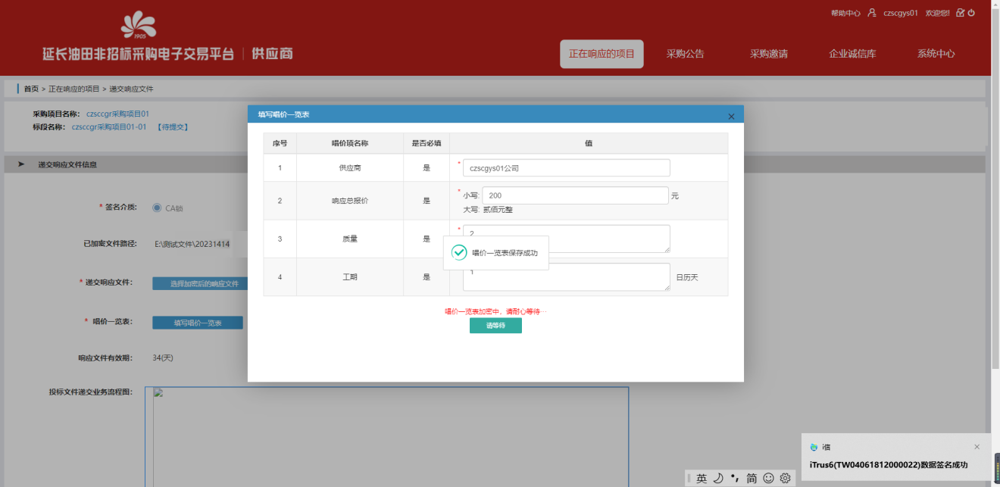 帮助中心 czscgys01 欢迎您!
1905
延长油田非招标采购电子交易平台 | 供应商
正在响应的项目 采购公告 采购邀请 企业诚信库 系统中心
首页 > 正在响应的项目 > 递交响应文件
采购项目名称: czsccgr采购项目01
标段名称: czsccgr采购项目01-01 【待提交】
递交响应文件信息
* 签名介质: CA锁
已加密文件路径: E:\测试文件\20231414
* 递交响应文件: 选择加密后的响应文件
* 唱价一览表: 填写唱价一览表
响应文件有效期: 34(天)
投标文件递交业务流程图:
填写唱价一览表
序号 唱价项名称 是否必填 值
1 供应商 是 * czscgys01公司
2 响应总报价 是 * 小写: 200 元
大写: 贰佰元整
3 质量 是 * 2
唱价一览表保存成功
4 工期 是 1 日历天
唱价一览表加密中, 请耐心等待...
请等待
i信
iTrus6(TW04061812000022)数据签名成功
英 简